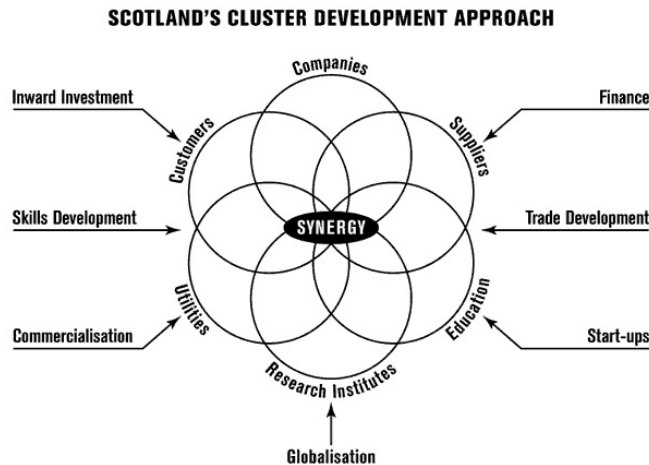 SCOTLAND'S CLUSTER DEVELOPMENT APPROACH
Companies
Inward Investment
Finance
Customers
Suppliers
Skills Development
SYNERGY
Trade Development
Utilities
Education
Commercialisation
Start-ups
Research Institutes
Globalisation